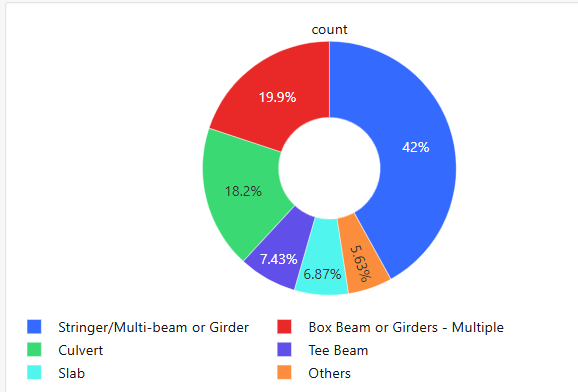 count
19.9%
42%
18.2%
7.43%
6.87%
5.63%
Stringer/Multi-beam or Girder
Box Beam or Girders - Multiple
Culvert
Tee Beam
Slab
Others